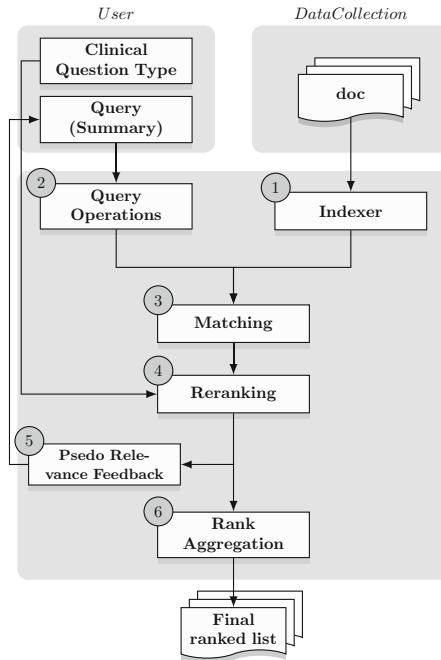 User
DataCollection
Clinical
Question Type
Query
(Summary)
doc
2
Query
Operations
1
Indexer
3
Matching
4
Reranking
5
Psedo Rele-
vance Feedback
6
Rank
Aggregation
Final
ranked list